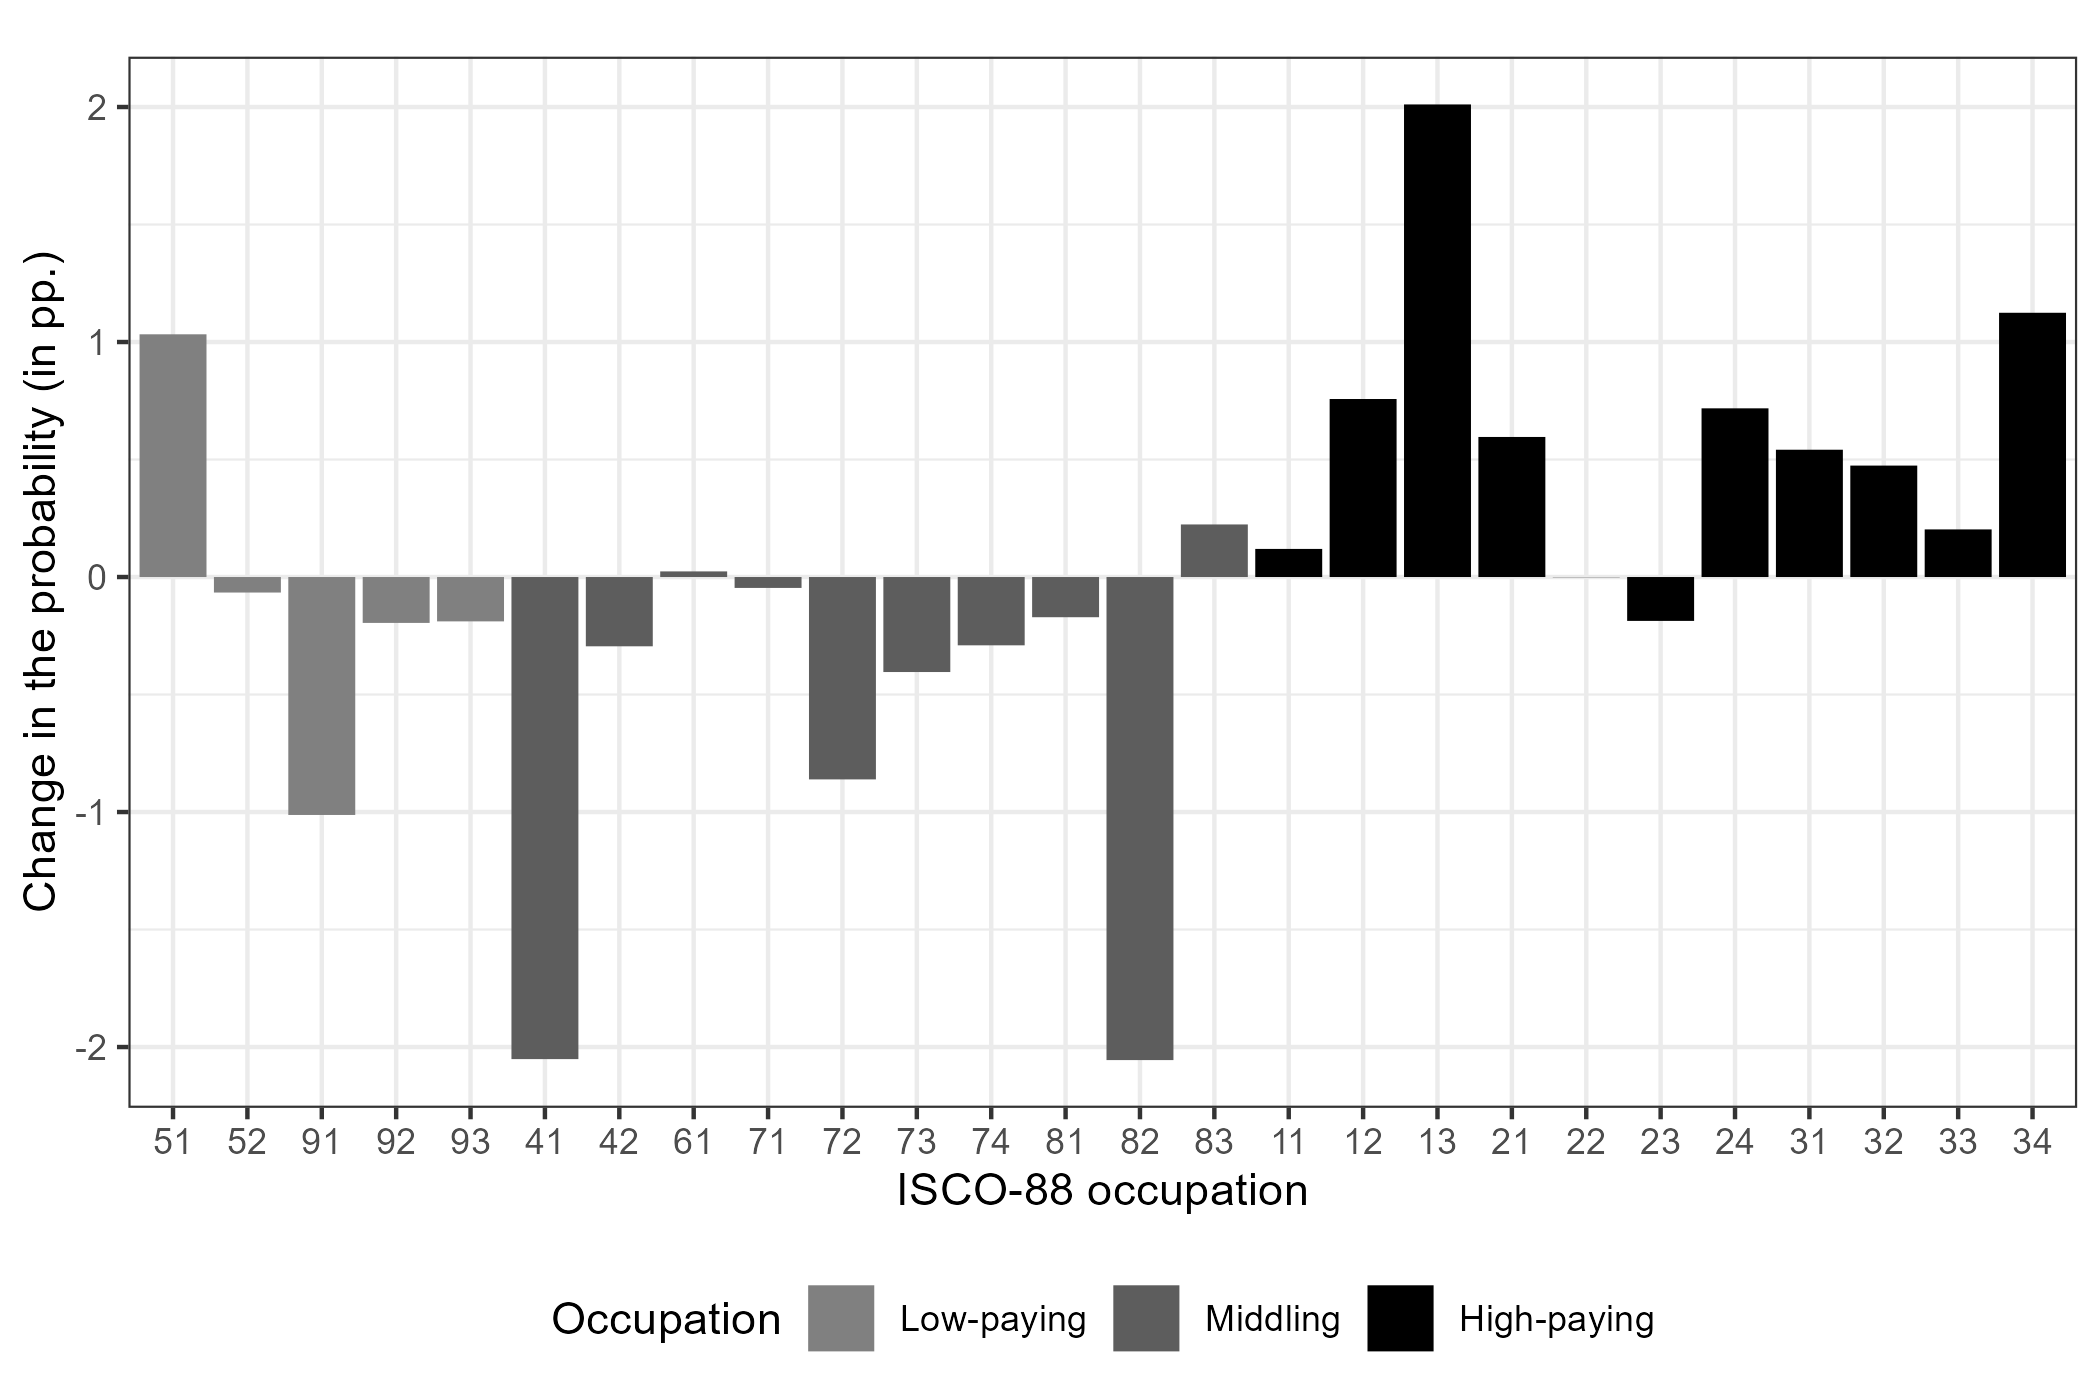 Change in the probability (in pp.)
2
1
0
-1
-2
51 52 91 92 93 41 42 61 71 72 73 74 81 82 83 11 12 13 21 22 23 24 31 32 33 34
ISCO-88 occupation
Occupation Low-paying Middling High-paying